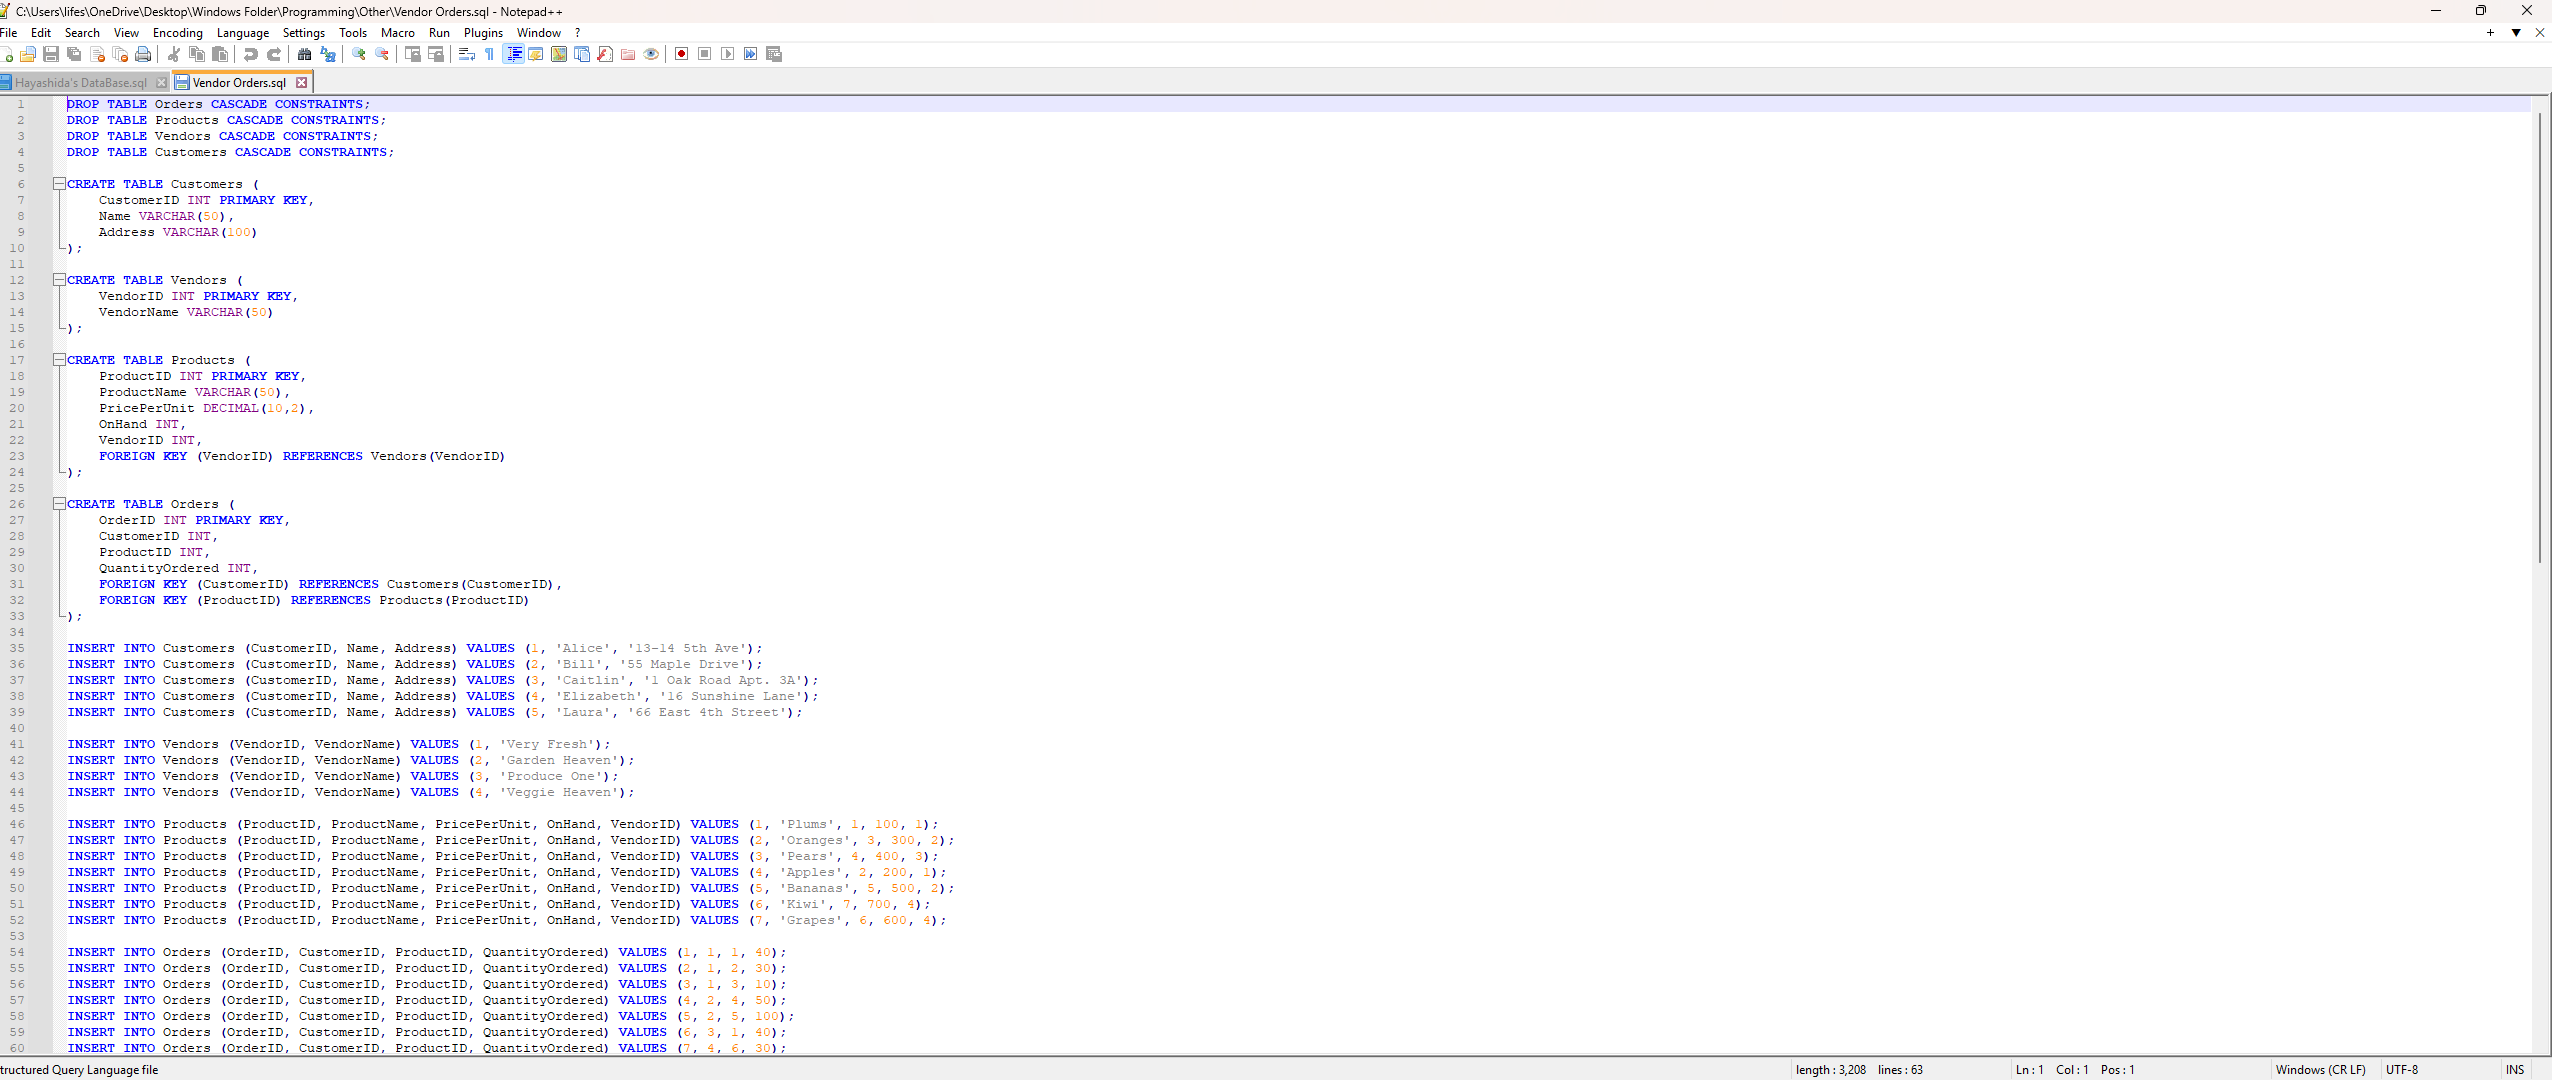 C:\Users\lifes\OneDrive\Desktop\Windows Folder\Programming\Other\Vendor Orders.sql - Notepad++
File Edit Search View Encoding Language Settings Tools Macro Run Plugins Window ?
Hayashida's DataBase.sql Vendor Orders.sql
1 DROP TABLE Orders CASCADE CONSTRAINTS;
2 DROP TABLE Products CASCADE CONSTRAINTS;
3 DROP TABLE Vendors CASCADE CONSTRAINTS;
4 DROP TABLE Customers CASCADE CONSTRAINTS;
5
6 CREATE TABLE Customers (
7 CustomerID INT PRIMARY KEY,
8 Name VARCHAR(50),
9 Address VARCHAR(100)
10 );
11
12 CREATE TABLE Vendors (
13 VendorID INT PRIMARY KEY,
14 VendorName VARCHAR(50)
15 );
16
17 CREATE TABLE Products (
18 ProductID INT PRIMARY KEY,
19 ProductName VARCHAR(50),
20 PricePerUnit DECIMAL(10,2),
21 OnHand INT,
22 VendorID INT,
23 FOREIGN KEY (VendorID) REFERENCES Vendors(VendorID)
24 );
25
26 CREATE TABLE Orders (
27 OrderID INT PRIMARY KEY,
28 CustomerID INT,
29 ProductID INT,
30 QuantityOrdered INT,
31 FOREIGN KEY (CustomerID) REFERENCES Customers(CustomerID),
32 FOREIGN KEY (ProductID) REFERENCES Products(ProductID)
33 );
34
35 INSERT INTO Customers (CustomerID, Name, Address) VALUES (1, 'Alice', '13-14 5th Ave');
36 INSERT INTO Customers (CustomerID, Name, Address) VALUES (2, 'Bill', '55 Maple Drive');
37 INSERT INTO Customers (CustomerID, Name, Address) VALUES (3, 'Caitlin', '1 Oak Road Apt. 3A');
38 INSERT INTO Customers (CustomerID, Name, Address) VALUES (4, 'Elizabeth', '16 Sunshine Lane');
39 INSERT INTO Customers (CustomerID, Name, Address) VALUES (5, 'Laura', '66 East 4th Street');
40
41 INSERT INTO Vendors (VendorID, VendorName) VALUES (1, 'Very Fresh');
42 INSERT INTO Vendors (VendorID, VendorName) VALUES (2, 'Garden Heaven');
43 INSERT INTO Vendors (VendorID, VendorName) VALUES (3, 'Produce One');
44 INSERT INTO Vendors (VendorID, VendorName) VALUES (4, 'Veggie Heaven');
45
46 INSERT INTO Products (ProductID, ProductName, PricePerUnit, OnHand, VendorID) VALUES (1, 'Plums', 1, 100, 1);
47 INSERT INTO Products (ProductID, ProductName, PricePerUnit, OnHand, VendorID) VALUES (2, 'Oranges', 3, 300, 2);
48 INSERT INTO Products (ProductID, ProductName, PricePerUnit, OnHand, VendorID) VALUES (3, 'Pears', 4, 400, 3);
49 INSERT INTO Products (ProductID, ProductName, PricePerUnit, OnHand, VendorID) VALUES (4, 'Apples', 2, 200, 1);
50 INSERT INTO Products (ProductID, ProductName, PricePerUnit, OnHand, VendorID) VALUES (5, 'Bananas', 5, 500, 2);
51 INSERT INTO Products (ProductID, ProductName, PricePerUnit, OnHand, VendorID) VALUES (6, 'Kiwi', 7, 700, 4);
52 INSERT INTO Products (ProductID, ProductName, PricePerUnit, OnHand, VendorID) VALUES (7, 'Grapes', 6, 600, 4);
53
54 INSERT INTO Orders (OrderID, CustomerID, ProductID, QuantityOrdered) VALUES (1, 1, 1, 40);
55 INSERT INTO Orders (OrderID, CustomerID, ProductID, QuantityOrdered) VALUES (2, 1, 2, 30);
56 INSERT INTO Orders (OrderID, CustomerID, ProductID, QuantityOrdered) VALUES (3, 1, 3, 10);
57 INSERT INTO Orders (OrderID, CustomerID, ProductID, QuantityOrdered) VALUES (4, 2, 4, 50);
58 INSERT INTO Orders (OrderID, CustomerID, ProductID, QuantityOrdered) VALUES (5, 2, 5, 100);
59 INSERT INTO Orders (OrderID, CustomerID, ProductID, QuantityOrdered) VALUES (6, 3, 1, 40);
60 INSERT INTO Orders (OrderID, CustomerID, ProductID, QuantityOrdered) VALUES (7, 4, 6, 30);
tructured Query Language file length : 3,208 lines : 63 Ln : 1 Col : 1 Pos : 1 Windows (CR LF) UTF-8 INS